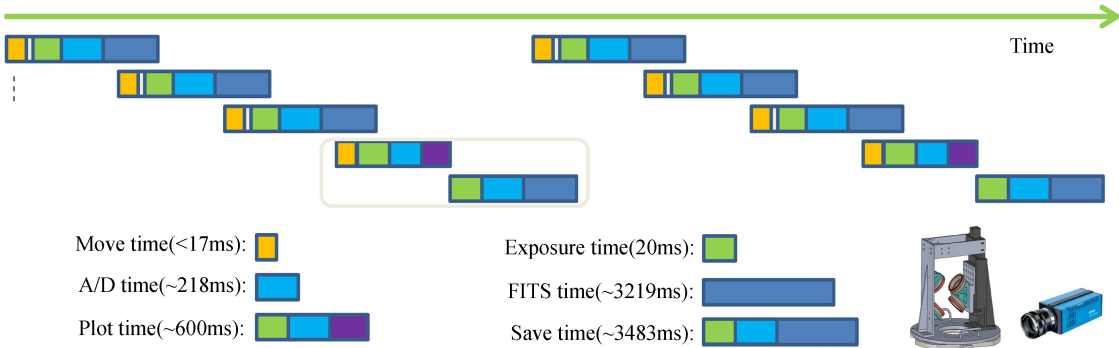 Time
Move time(<17ms):
Exposure time(20ms):
A/D time(~218ms):
FITS time(~3219ms):
Plot time(~600ms):
Save time(~3483ms):